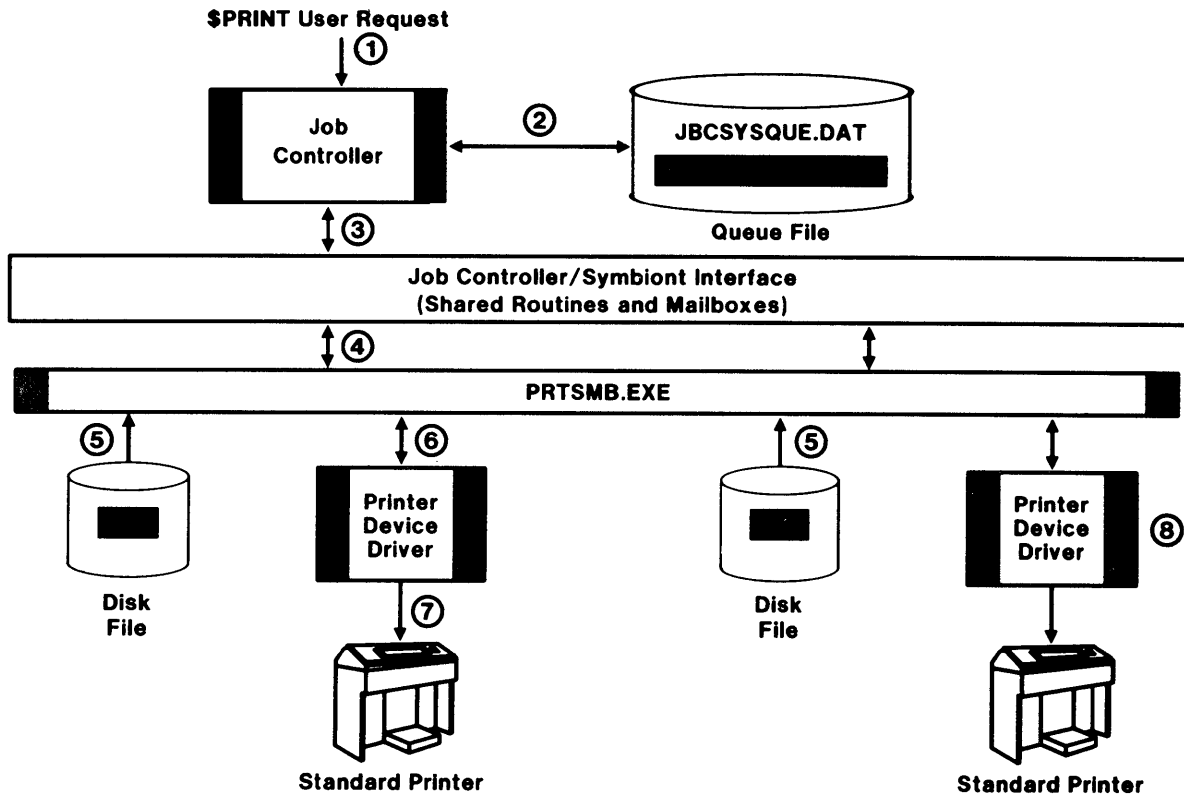 $PRINT User Request
①
Job
Controller
②
JBCSYSQUE.DAT
Queue File
③
Job Controller/Symbiont Interface
(Shared Routines and Mailboxes)
④
PRTSMB.EXE
⑤
⑥
⑤
Printer
Device
Driver
Printer
Device
Driver
⑧
Disk
File
⑦
Disk
File
Standard Printer
Standard Printer